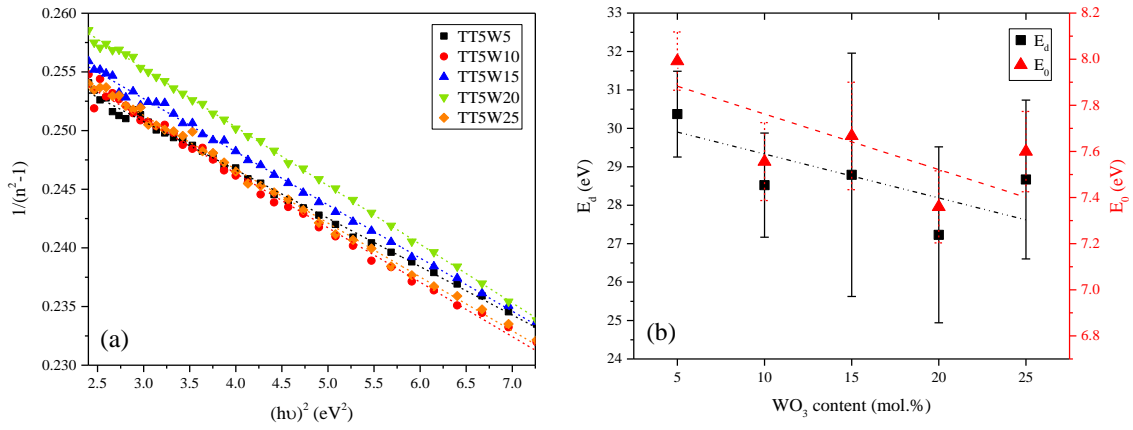 0.260
0.255
0.250
0.245
0.240
0.235
0.230
1/(n²-1)
2.5 3.0 3.5 4.0 4.5 5.0 5.5 6.0 6.5 7.0
(hυ)² (eV²)
TT5W5
TT5W10
TT5W15
TT5W20
TT5W25
(a)
33
32
31
30
29
28
27
26
25
24
E_d (eV)
5 10 15 20 25
WO₃ content (mol.%)
E_d
E₀
(b)
8.2
8.0
7.8
7.6
7.4
7.2
7.0
6.8
E₀ (eV)